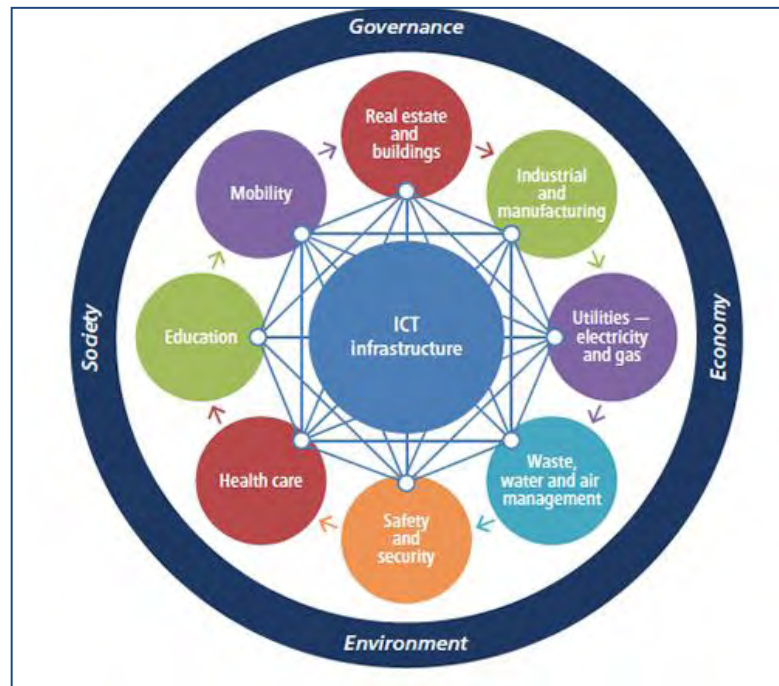 Governance
Real estate
and
buildings
Industrial
and
manufacturing
Utilities —
electricity
and gas
Waste,
water and air
management
Safety
and
security
Health care
Education
Mobility
ICT
infrastructure
Society
Economy
Environment